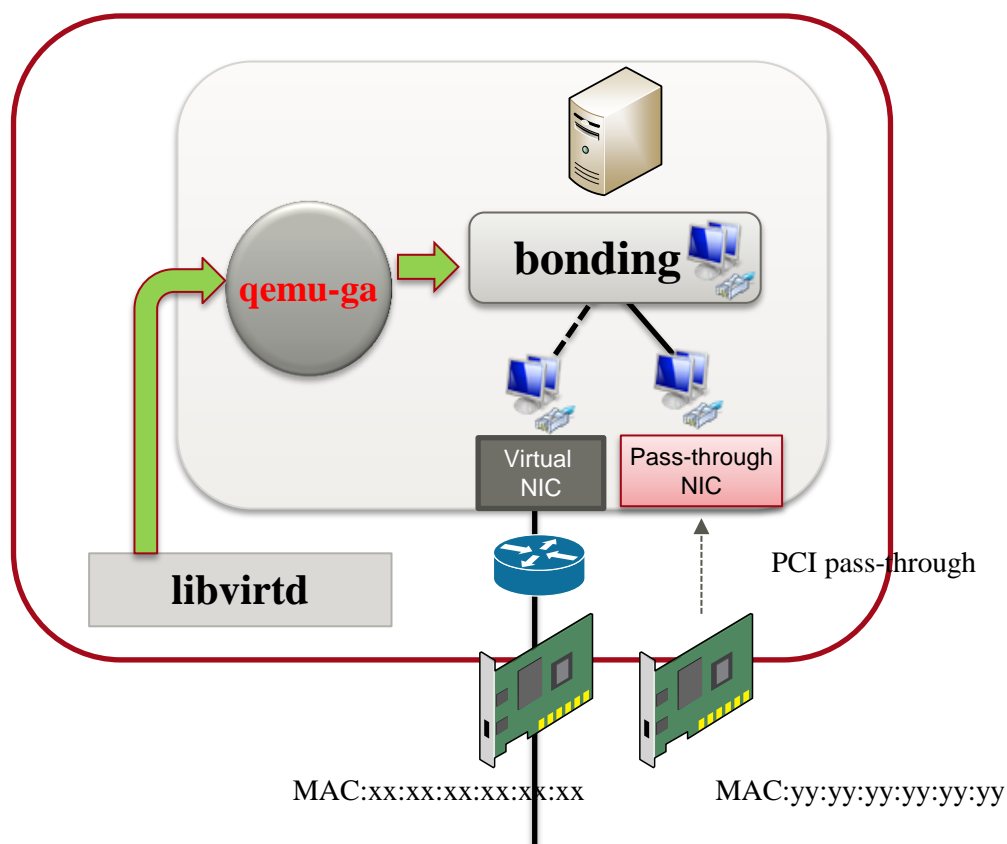 qemu-ga
bonding
Virtual
NIC
Pass-through
NIC
PCI pass-through
libvirtd
MAC:xx:xx:xx:xx:xx:xx
MAC:yy:yy:yy:yy:yy:yy